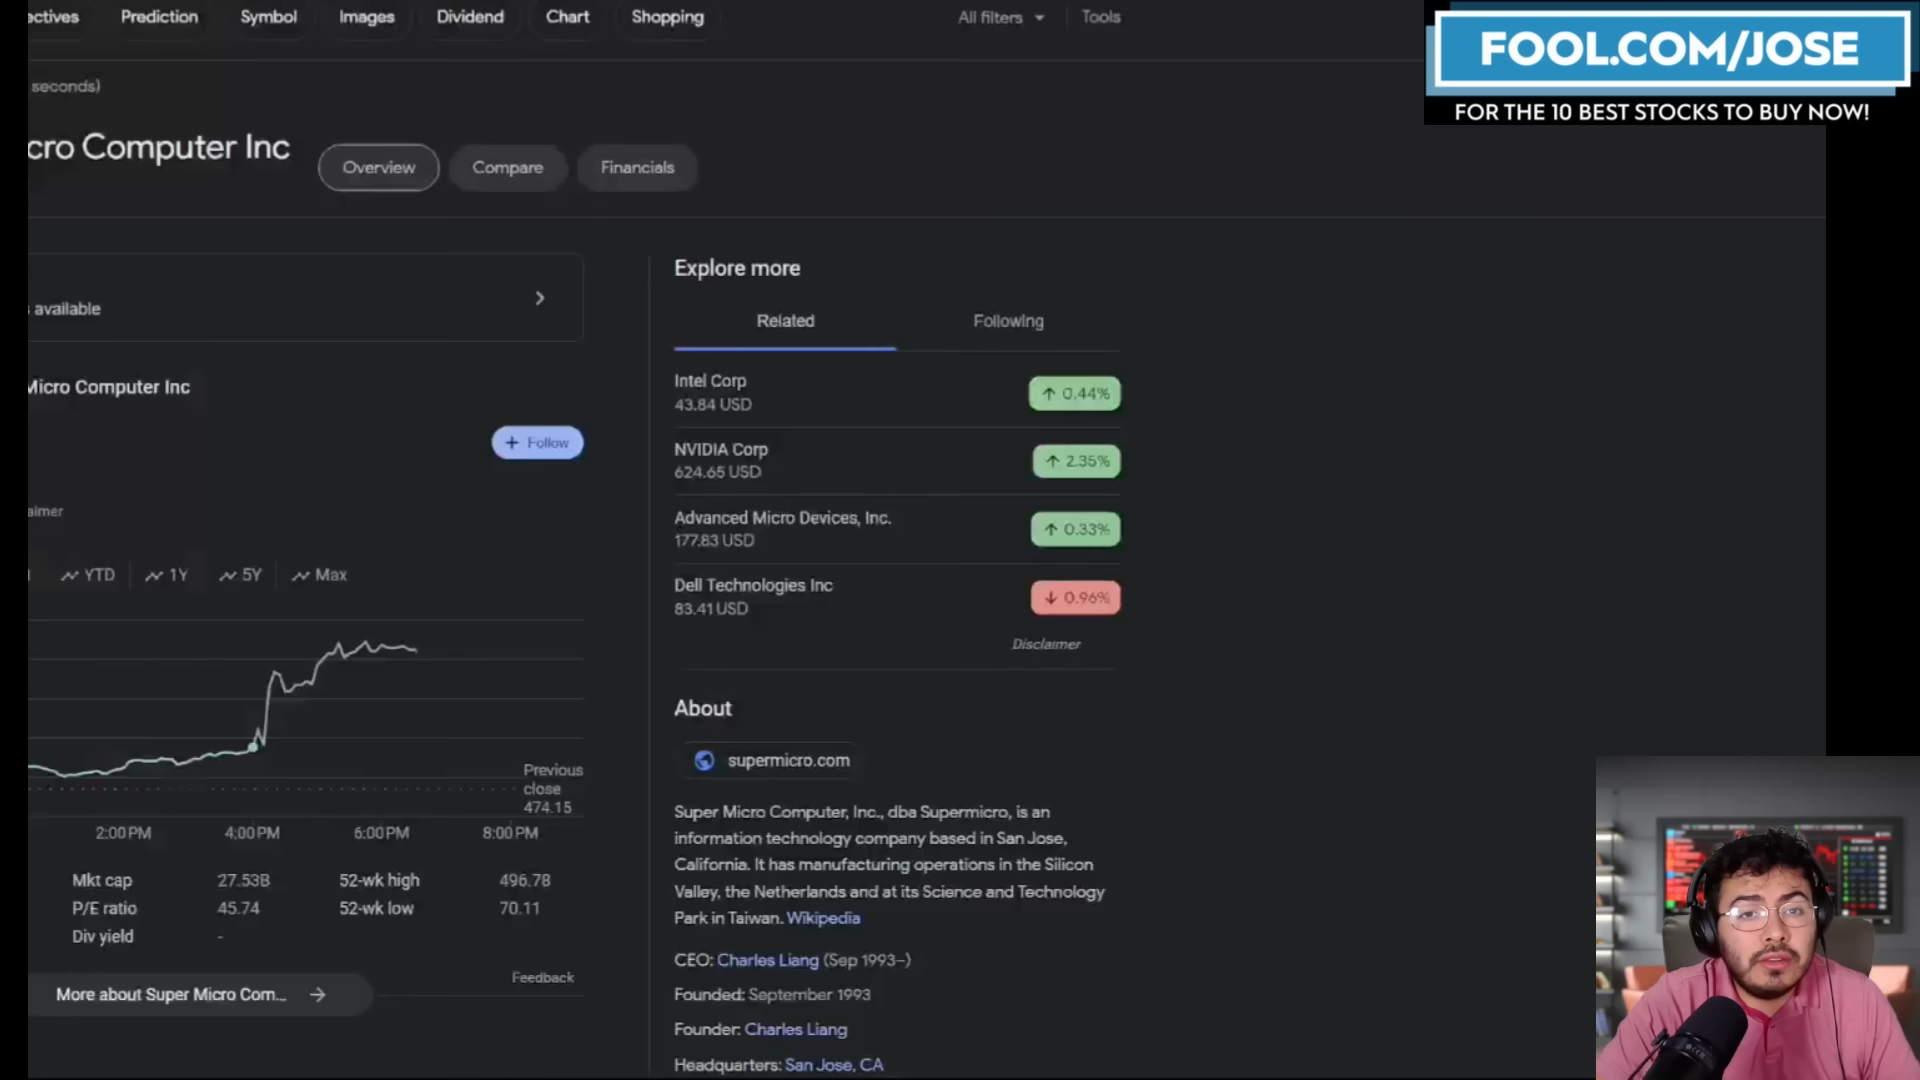 ectives Prediction Symbol Images Dividend Chart Shopping All filters Tools
FOOL.COM/JOSE
FOR THE 10 BEST STOCKS TO BUY NOW!
seconds)
cro Computer Inc
Overview Compare Financials
available
Micro Computer Inc
+ Follow
aimer
YTD 1Y 5Y Max
Previous
close
474.15
2:00 PM 4:00 PM 6:00 PM 8:00 PM
Mkt cap 27.53B 52-wk high 496.78
P/E ratio 45.74 52-wk low 70.11
Div yield -
Feedback
More about Super Micro Com...
Explore more
Related Following
Intel Corp
43.84 USD
↑ 0.44%
NVIDIA Corp
624.65 USD
↑ 2.35%
Advanced Micro Devices, Inc.
177.83 USD
↑ 0.33%
Dell Technologies Inc
83.41 USD
↓ 0.96%
Disclaimer
About
supermicro.com
Super Micro Computer, Inc., dba Supermicro, is an
information technology company based in San Jose,
California. It has manufacturing operations in the Silicon
Valley, the Netherlands and at its Science and Technology
Park in Taiwan. Wikipedia
CEO: Charles Liang (Sep 1993–)
Founded: September 1993
Founder: Charles Liang
Headquarters: San Jose, CA